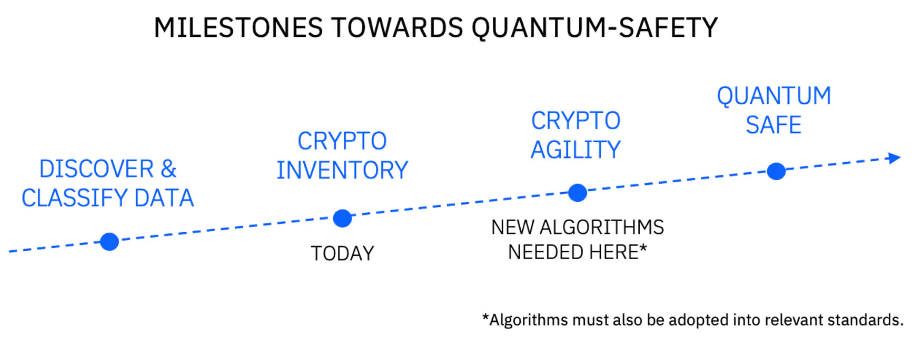 MILESTONES TOWARDS QUANTUM-SAFETY
DISCOVER &
CLASSIFY DATA
CRYPTO
INVENTORY
TODAY
CRYPTO
AGILITY
NEW ALGORITHMS
NEEDED HERE*
QUANTUM
SAFE
*Algorithms must also be adopted into relevant standards.